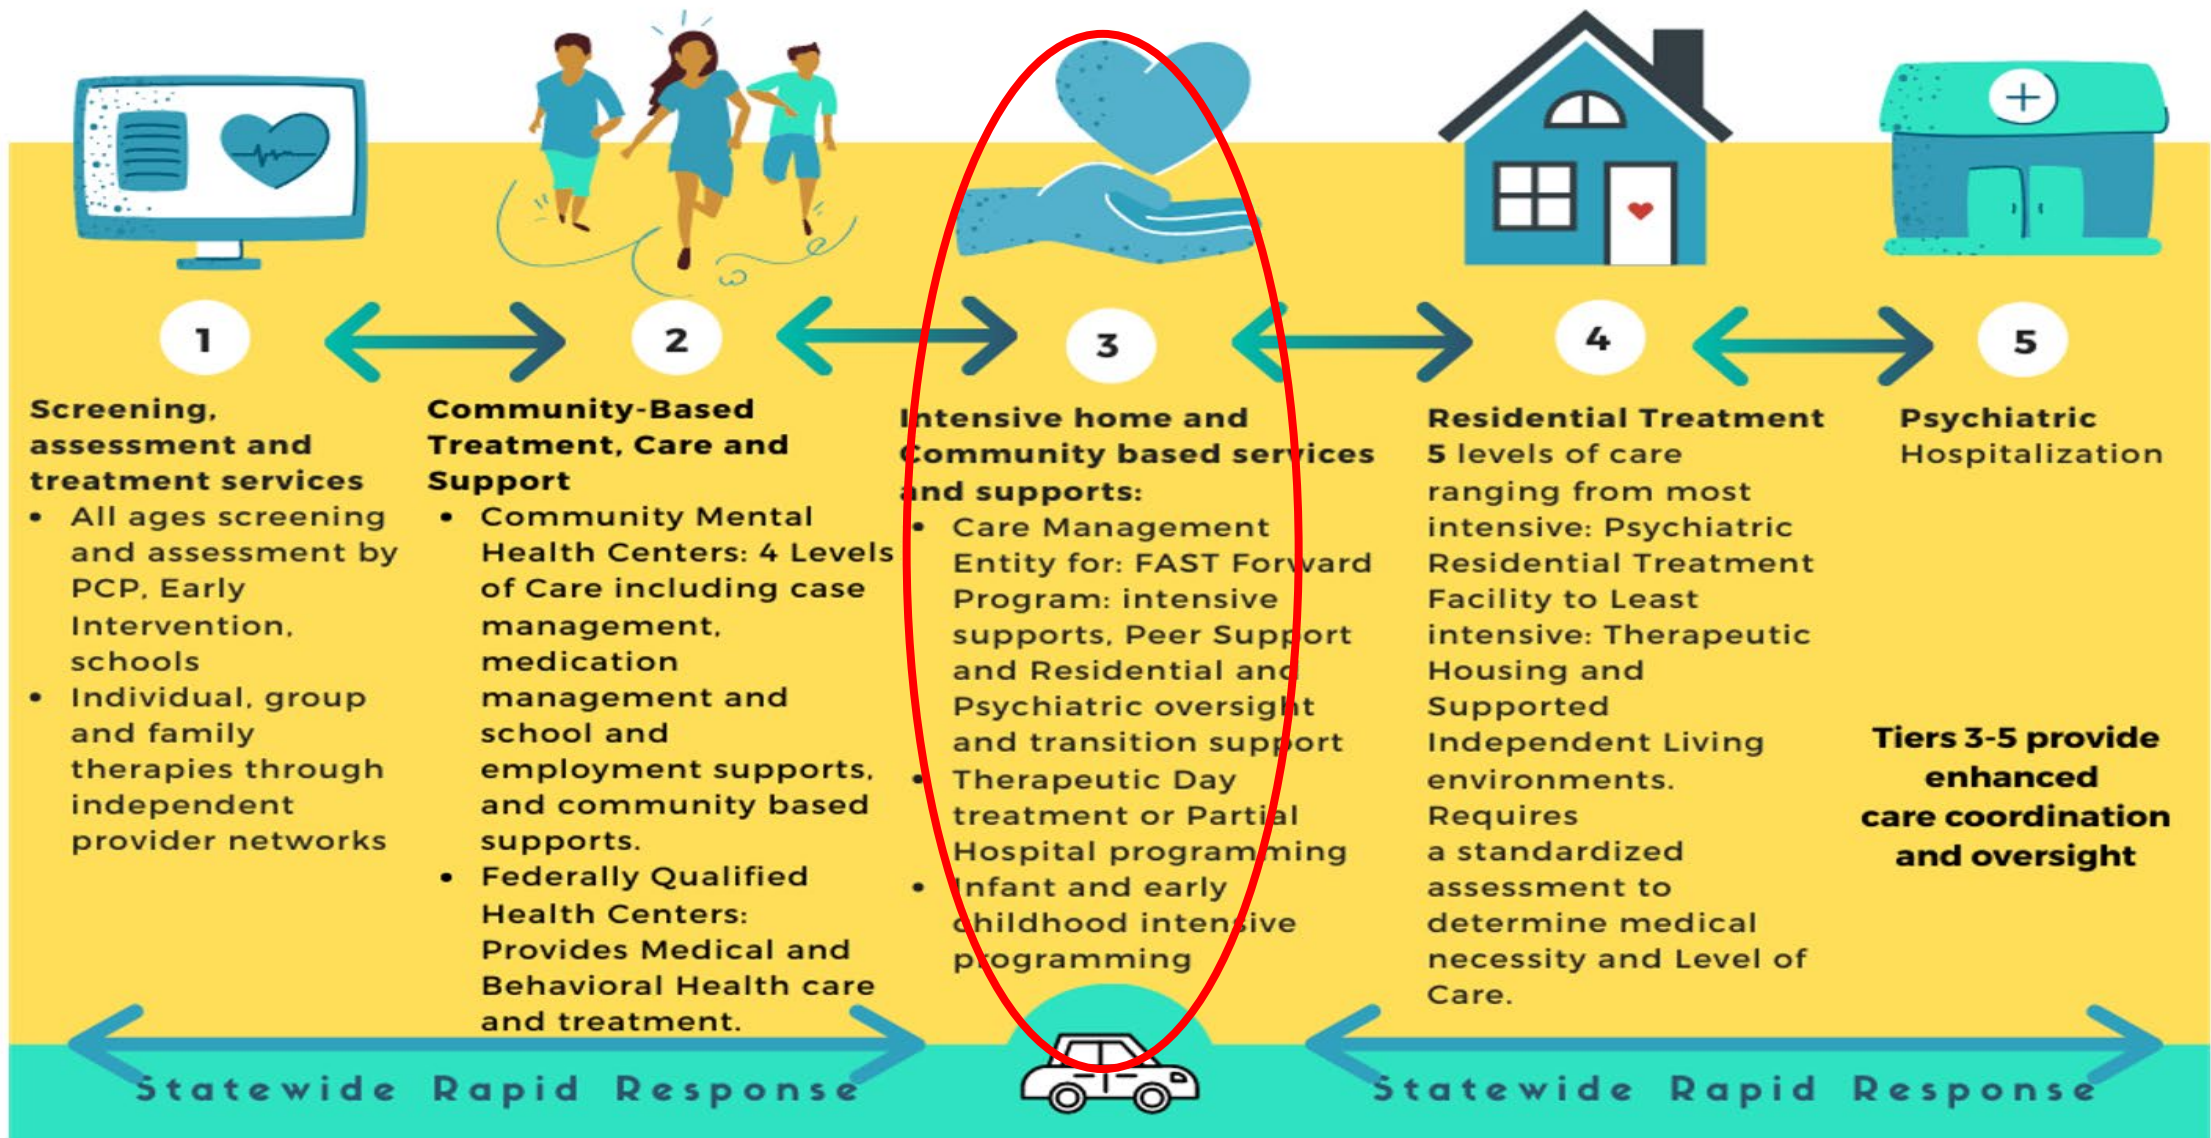 1
Screening,
assessment and
treatment services
• All ages screening
and assessment by
PCP, Early
Intervention,
schools
• Individual, group
and family
therapies through
independent
provider networks
2
Community-Based
Treatment, Care and
Support
• Community Mental
Health Centers: 4 Levels
of Care including case
management,
medication
management and
school and
employment supports,
and community based
supports.
• Federally Qualified
Health Centers:
Provides Medical and
Behavioral Health care
and treatment.
3
Intensive home and
Community based services
and supports:
• Care Management
Entity for: FAST Forward
Program: intensive
supports, Peer Support
and Residential and
Psychiatric oversight
and transition support
• Therapeutic Day
treatment or Partial
Hospital programming
• Infant and early
childhood intensive
programming
4
Residential Treatment
5 levels of care
ranging from most
intensive: Psychiatric
Residential Treatment
Facility to Least
intensive: Therapeutic
Housing and
Supported
Independent Living
environments.
Requires
a standardized
assessment to
determine medical
necessity and Level of
Care.
5
Psychiatric
Hospitalization
Tiers 3-5 provide
enhanced
care coordination
and oversight
Statewide Rapid Response
Statewide Rapid Response